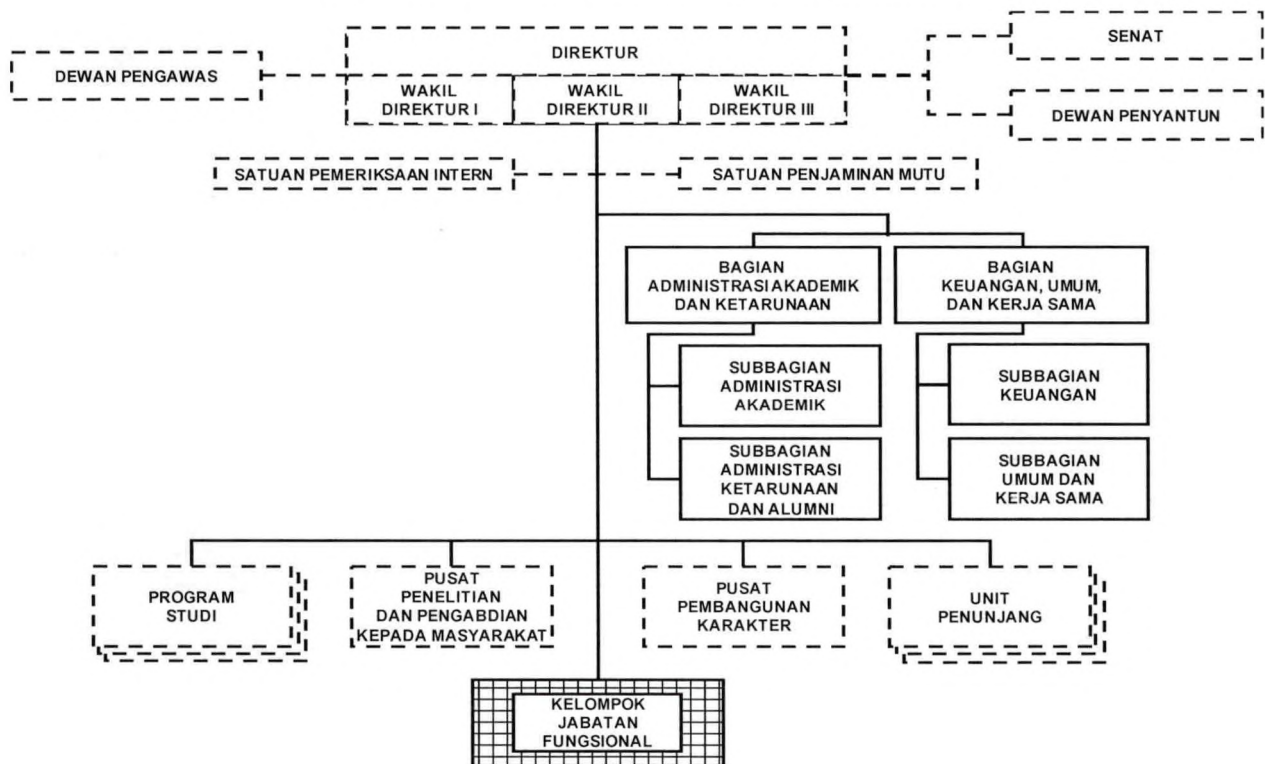 DIREKTUR
SENAT
DEWAN PENGAWAS
WAKIL
DIREKTUR I
WAKIL
DIREKTUR II
WAKIL
DIREKTUR III
DEWAN PENYANTUN
SATUAN PEMERIKSAAN INTERN
SATUAN PENJAMINAN MUTU
BAGIAN
ADMINISTRASI AKADEMIK
DAN KETARUNAAN
BAGIAN
KEUANGAN, UMUM,
DAN KERJA SAMA
SUBBAGIAN
ADMINISTRASI
AKADEMIK
SUBBAGIAN
KEUANGAN
SUBBAGIAN
ADMINISTRASI
KETARUNAAN
DAN ALUMNI
SUBBAGIAN
UMUM DAN
KERJA SAMA
PROGRAM
STUDI
PUSAT
PENELITIAN
DAN PENGABDIAN
KEPADA MASYARAKAT
PUSAT
PEMBANGUNAN
KARAKTER
UNIT
PENUNJANG
KELOMPOK
JABATAN
FUNGSIONAL